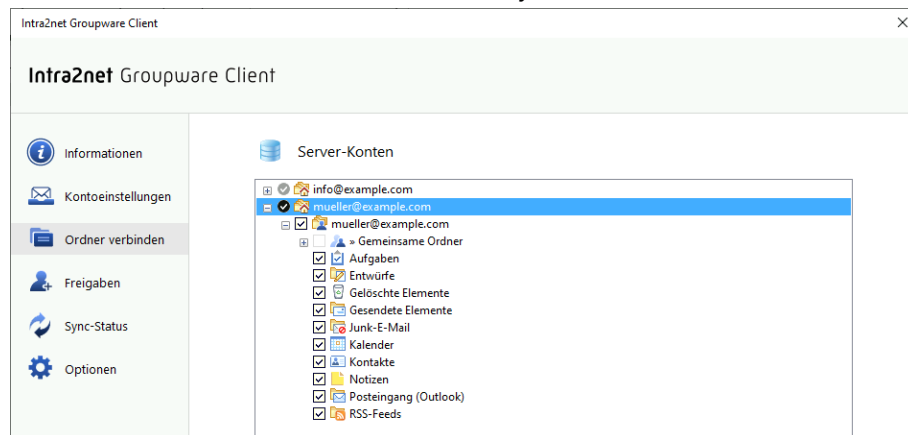 Intra2net Groupware Client
Intra2net Groupware Client
Informationen
Kontoeinstellungen
Ordner verbinden
Freigaben
Sync-Status
Optionen
Server-Konten
info@example.com
mueller@example.com
mueller@example.com
» Gemeinsame Ordner
Aufgaben
Entwürfe
Gelöschte Elemente
Gesendete Elemente
Junk-E-Mail
Kalender
Kontakte
Notizen
Posteingang (Outlook)
RSS-Feeds